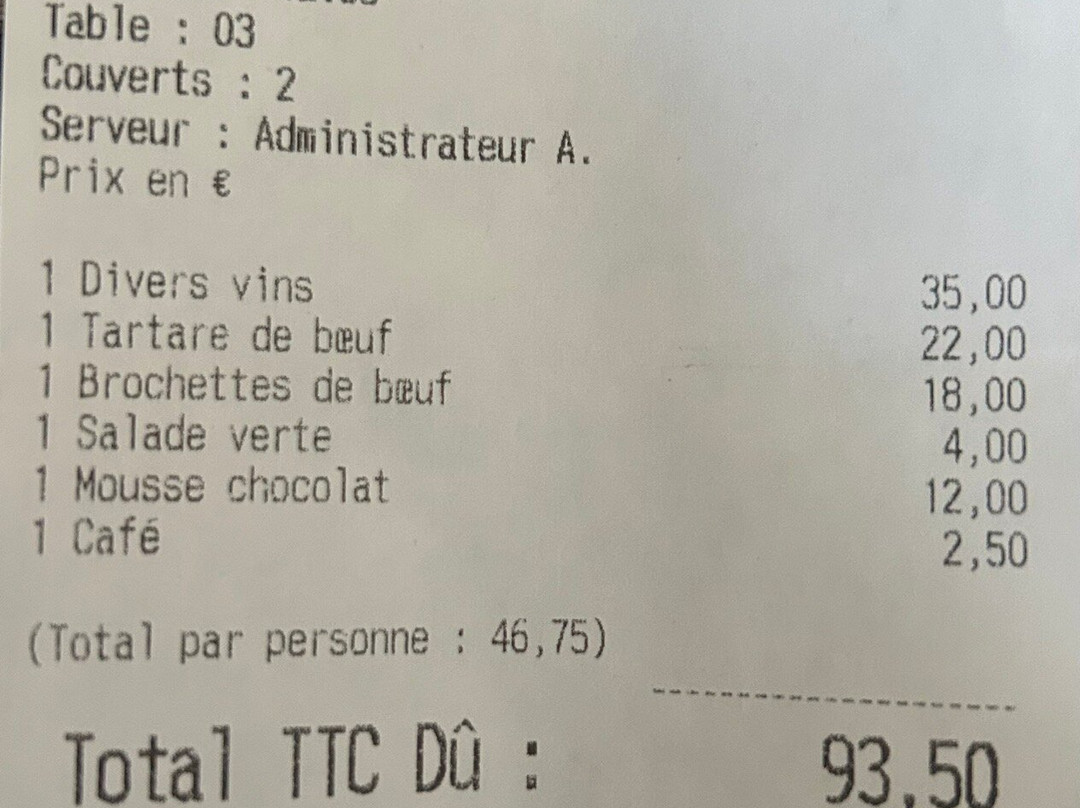 Table : 03
Couverts : 2
Serveur : Administrateur A.
Prix en €
1 Divers vins 35,00
1 Tartare de bœuf 22,00
1 Brochettes de bœuf 18,00
1 Salade verte 4,00
1 Mousse chocolat 12,00
1 Café 2,50
(Total par personne : 46,75)
Total TTC Dû : 93,50